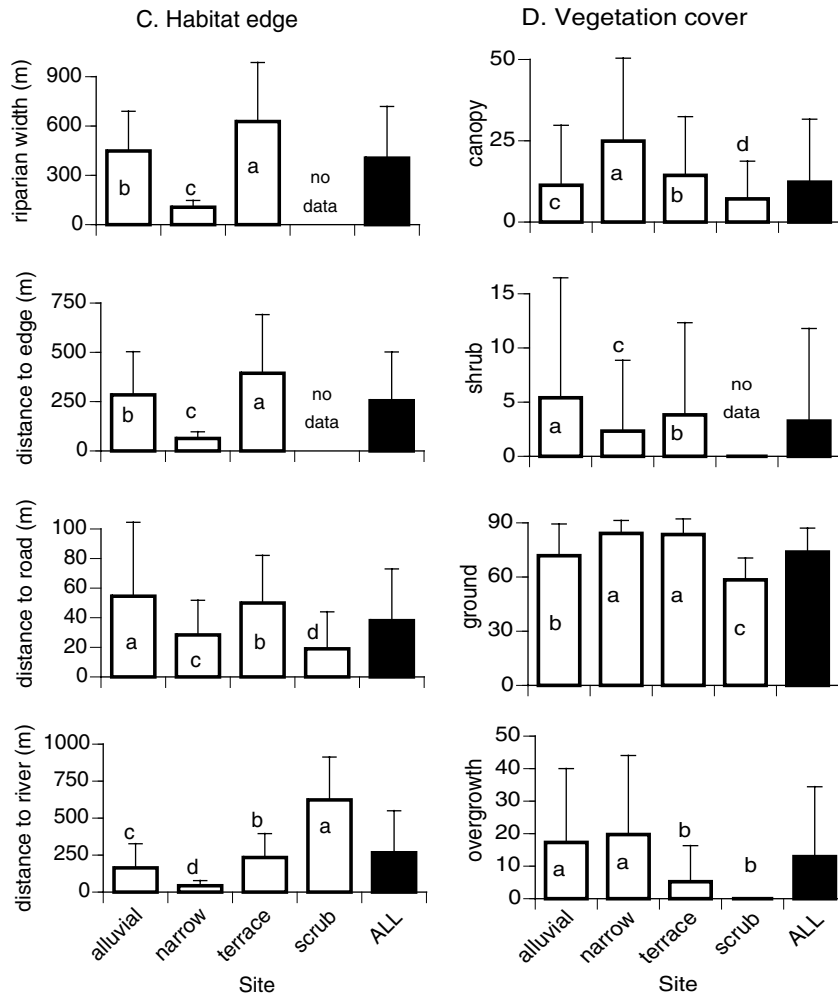 C. Habitat edge
riparian width (m)
900
600
300
0
b
c
a
no
data
distance to edge (m)
750
500
250
0
b
c
a
no
data
distance to road (m)
100
80
60
40
20
0
a
c
b
d
distance to river (m)
1000
750
500
250
0
c
d
b
a
alluvial
narrow
terrace
scrub
ALL
Site
D. Vegetation cover
canopy
50
25
0
c
a
b
d
shrub
15
10
5
0
a
c
b
no
data
ground
90
60
30
0
b
a
a
c
overgrowth
50
40
30
20
10
0
a
a
b
b
alluvial
narrow
terrace
scrub
ALL
Site